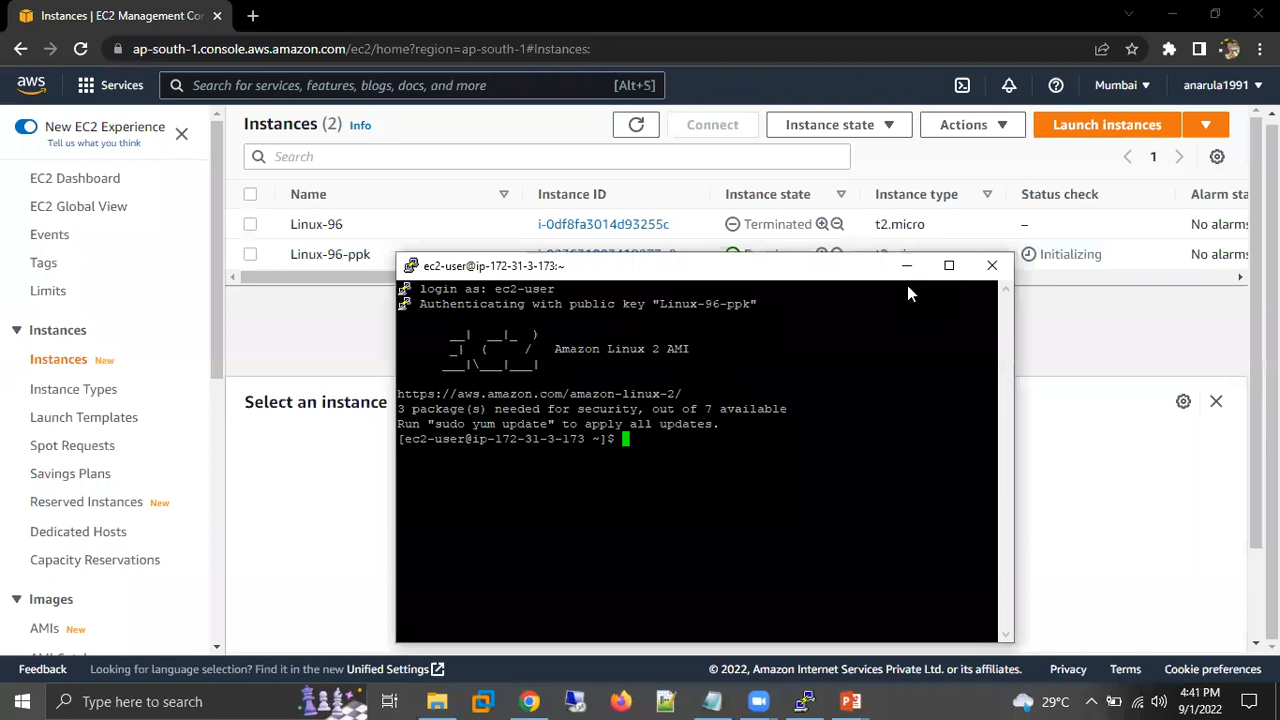 Instances | EC2 Management Con
ap-south-1.console.aws.amazon.com/ec2/home?region=ap-south-1#Instances:
aws
Services
Search for services, features, blogs, docs, and more
[Alt+S]
Mumbai
anarula1991
New EC2 Experience
Tell us what you think
Instances (2) Info
Connect
Instance state
Actions
Launch instances
Search
1
EC2 Dashboard
EC2 Global View
Events
Tags
Limits
Instances
Instances New
Instance Types
Launch Templates
Spot Requests
Savings Plans
Reserved Instances New
Dedicated Hosts
Capacity Reservations
Images
AMIs New
Name Instance ID Instance state Instance type Status check Alarm sta
Linux-96 i-0df8fa3014d93255c Terminated t2.micro – No alarms
Linux-96-ppk Initializing No alarms
Select an instance
ec2-user@ip-172-31-3-173:~
login as: ec2-user
Authenticating with public key "Linux-96-ppk"
__| __|_ )
_| ( / Amazon Linux 2 AMI
___|\___|___|
https://aws.amazon.com/amazon-linux-2/
3 package(s) needed for security, out of 7 available
Run "sudo yum update" to apply all updates.
[ec2-user@ip-172-31-3-173 ~]$
Feedback
Looking for language selection? Find it in the new Unified Settings
© 2022, Amazon Internet Services Private Ltd. or its affiliates.
Privacy
Terms
Cookie preferences
Type here to search
29°C
4:41 PM
9/1/2022